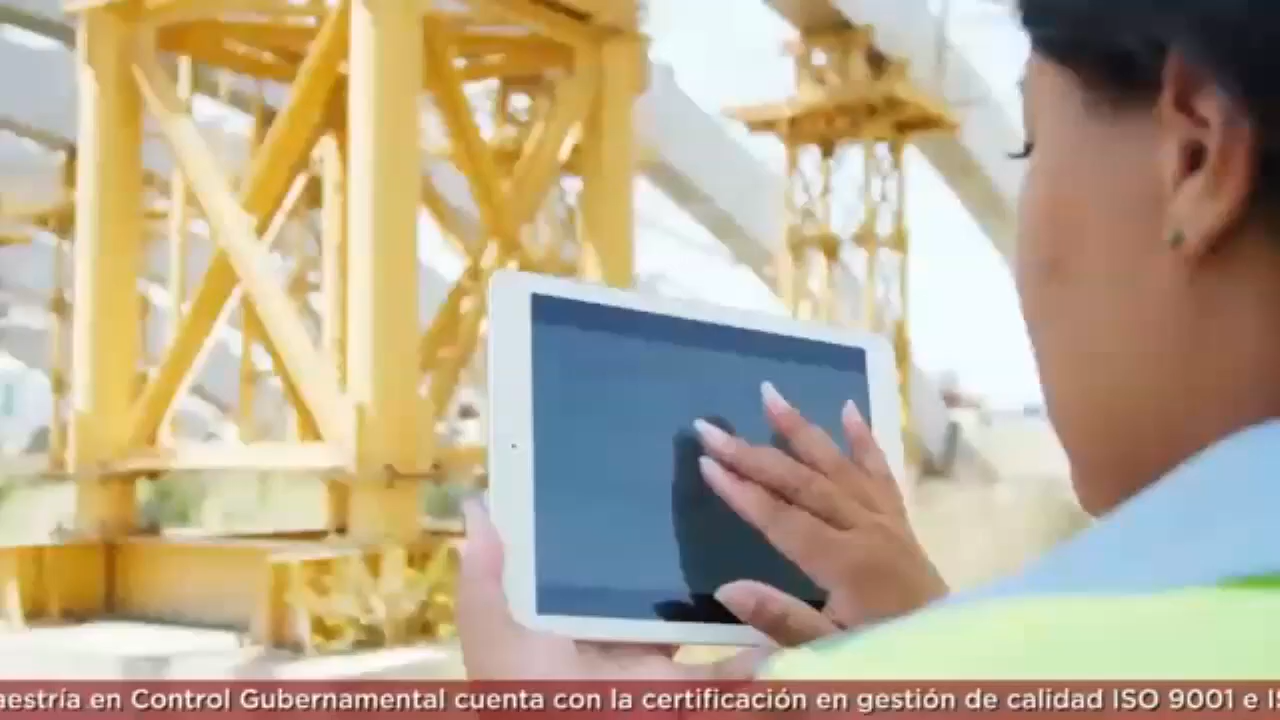 aestría en Control Gubernamental cuenta con la certificación en gestión de calidad ISO 9001 e